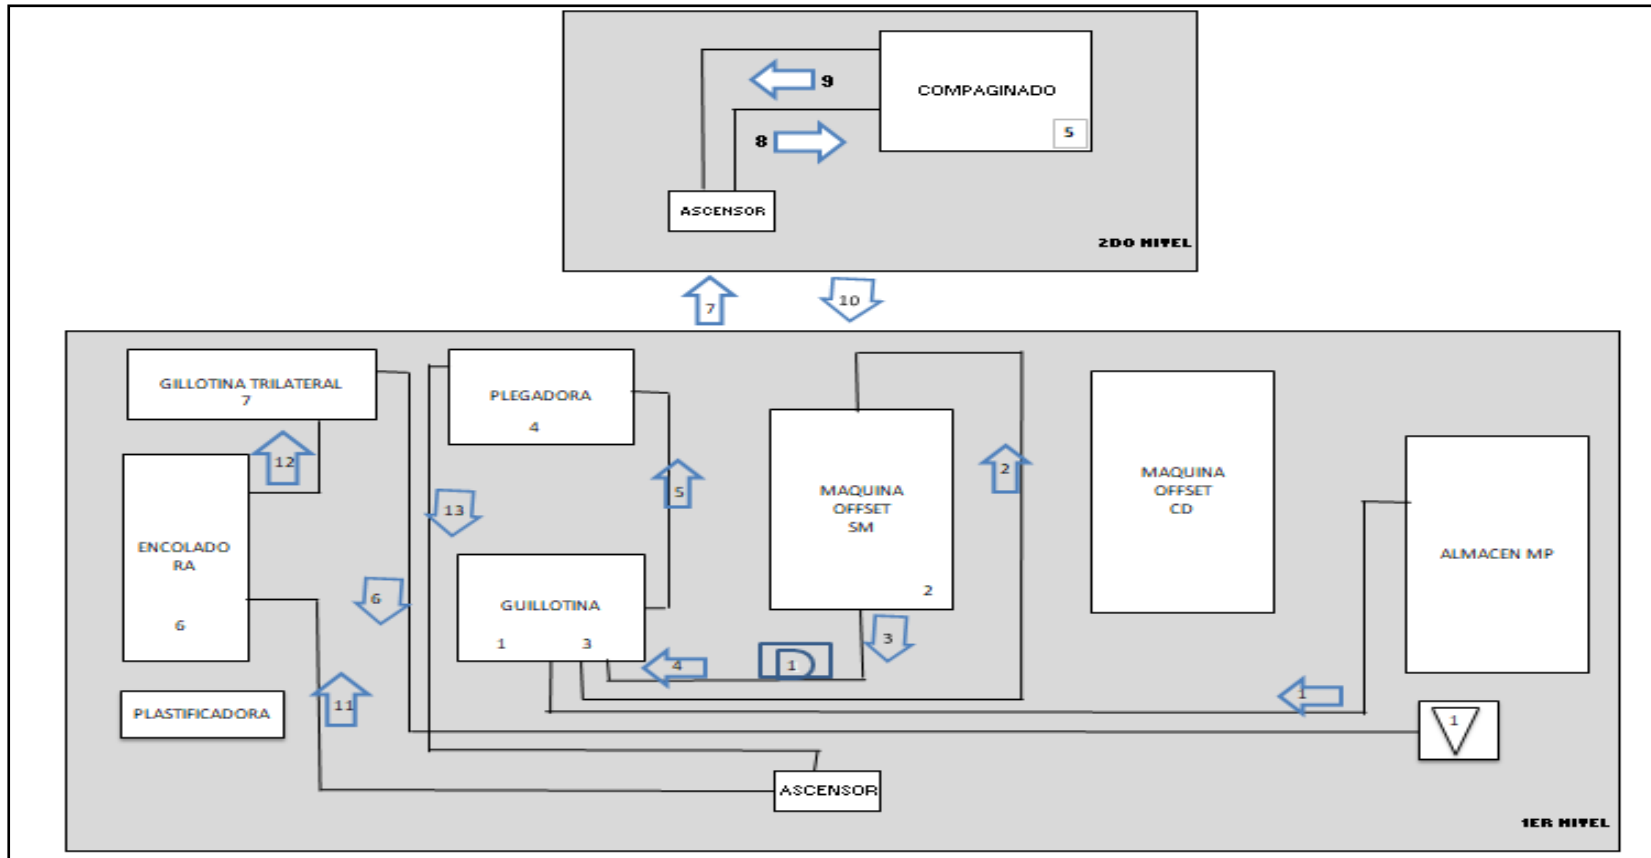 9
COMPAGINADO
5
8
ASCENSOR
2DO NIVEL
7
10
GILLOTINA TRILATERAL
7
PLEGADORA
4
12
5
2
13
MAQUINA
OFFSET
SM
2
MAQUINA
OFFSET
CD
ALMACEN MP
ENCOLADO
RA
6
6
GUILLOTINA
1 3
3
4
1
1
11
PLASTIFICADORA
1
ASCENSOR
1ER NIVEL